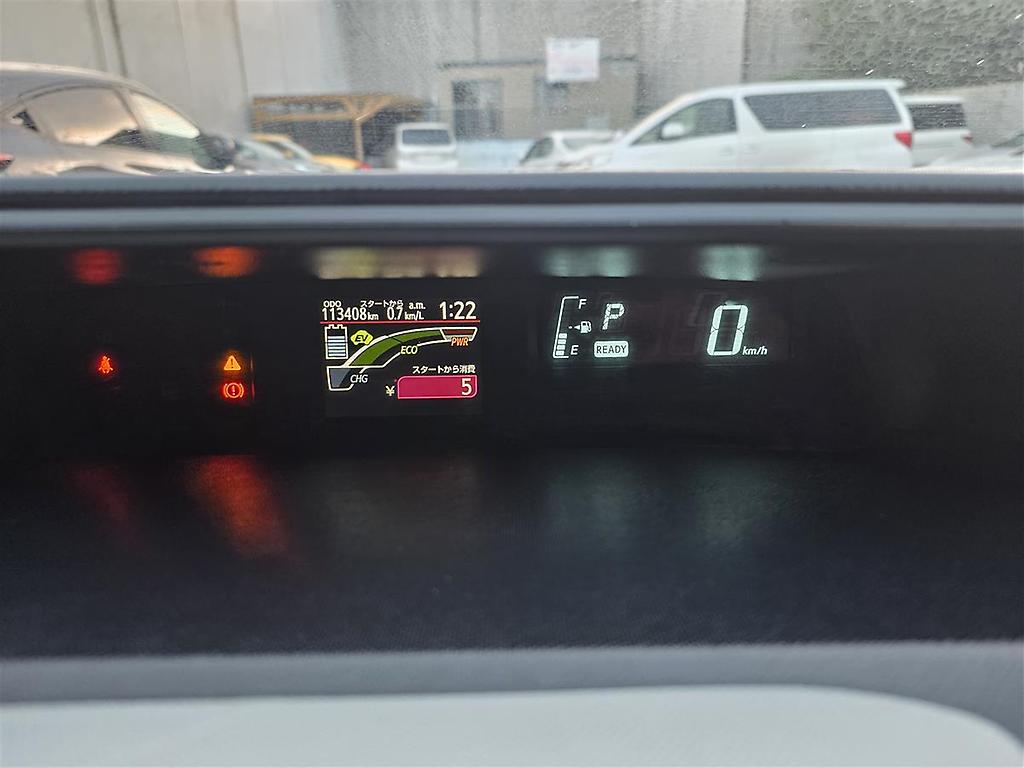 ODO スタートから a.m. 1:22
113408km 0.7km/L
EV
ECO
PWR
CHG
スタートから消費
¥ 5
F
E
P
READY
0 km/h